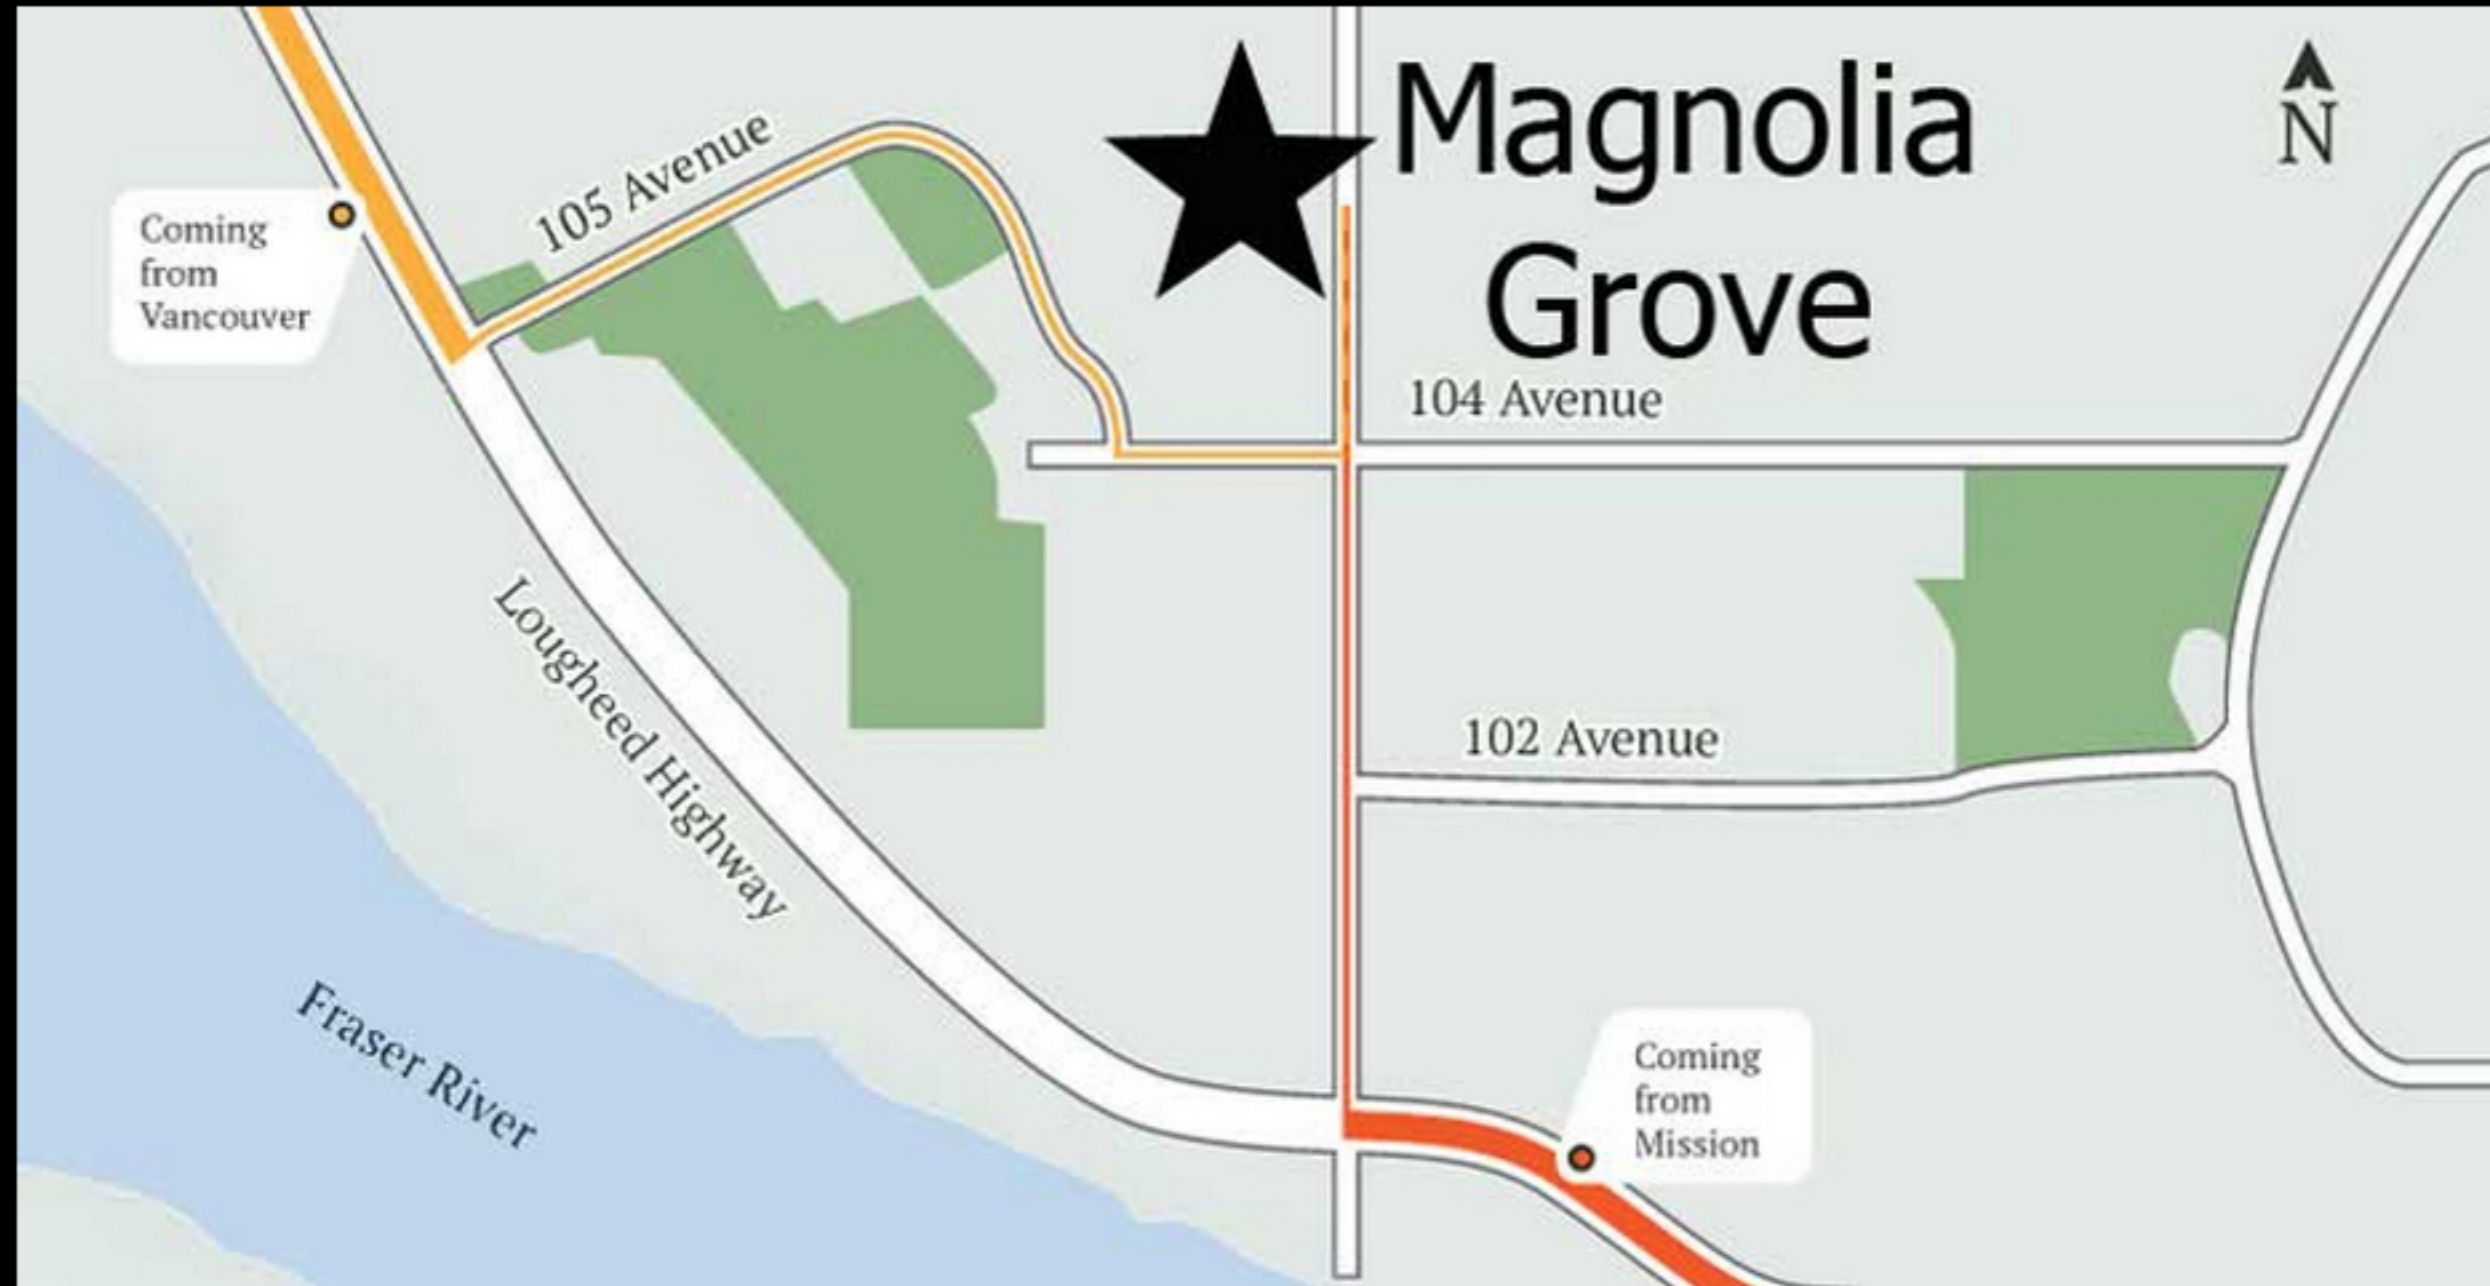 Magnolia
Grove
N
105 Avenue
Coming
from
Vancouver
104 Avenue
Lougheed Highway
102 Avenue
Fraser River
Coming
from
Mission